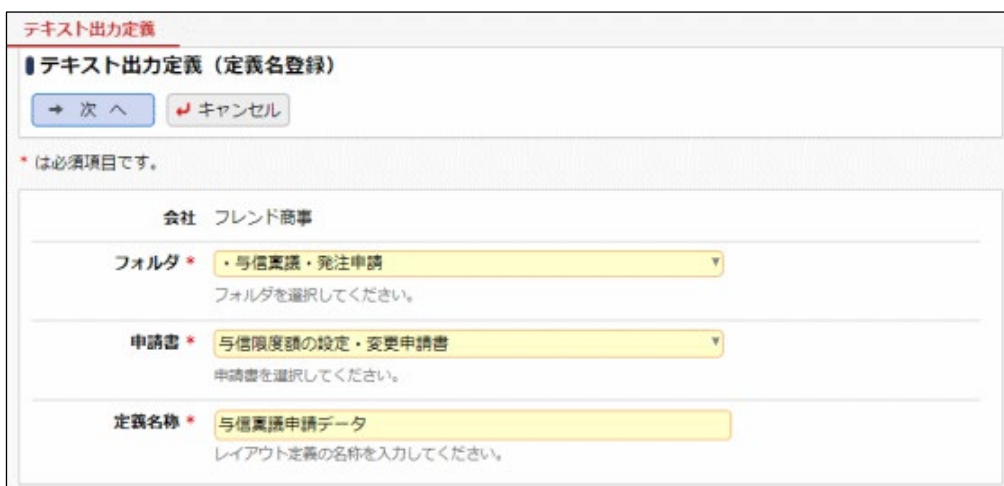 テキスト出力定義
テキスト出力定義（定義名登録）
→ 次 へ キャンセル
* は必須項目です。
会社 フレンド商事
フォルダ * ・与信稟議・発注申請
フォルダを選択してください。
申請書 * 与信限度額の設定・変更申請書
申請書を選択してください。
定義名称 * 与信稟議申請データ
レイアウト定義の名称を入力してください。